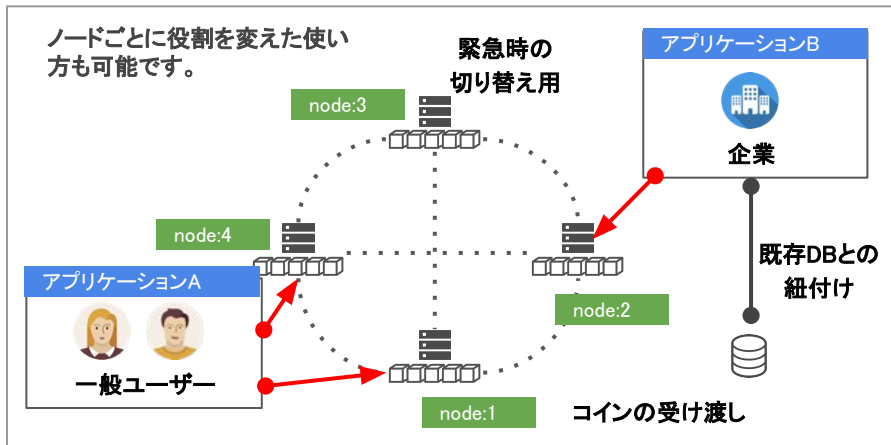 ノードごとに役割を変えた使い
方も可能です。
緊急時の
切り替え用
アプリケーションB
企業
node:3
node:4
node:2
node:1
既存DBとの
紐付け
アプリケーションA
一般ユーザー
コインの受け渡し